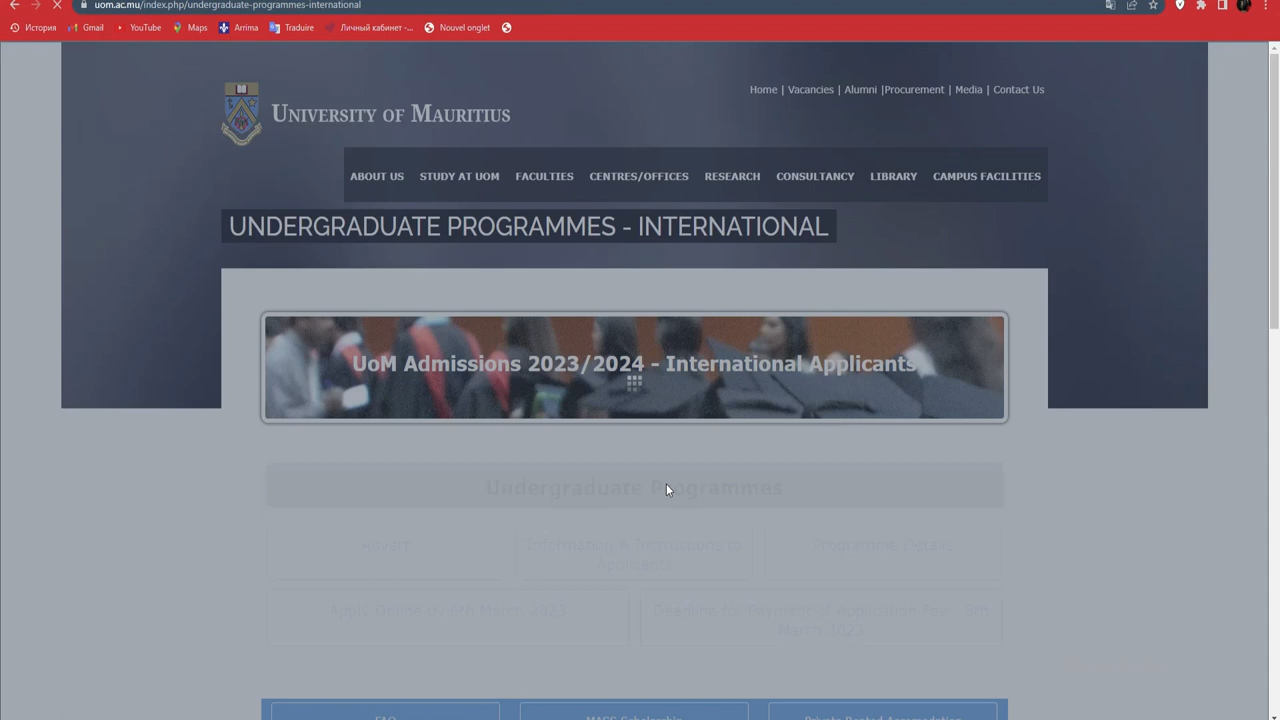 uom.ac.mu/index.php/undergraduate-programmes-international
История Gmail YouTube Maps Arrima Traduire Личный кабинет -... Nouvel onglet
Home | Vacancies | Alumni |Procurement | Media | Contact Us
UNIVERSITY OF MAURITIUS
ABOUT US STUDY AT UOM FACULTIES CENTRES/OFFICES RESEARCH CONSULTANCY LIBRARY CAMPUS FACILITIES
UNDERGRADUATE PROGRAMMES - INTERNATIONAL
UoM Admissions 2023/2024 - International Applicants
Undergraduate Programmes
Advert Information & Instructions to Programme Details
Applicants
Apply Online by 8th March 2023 Deadline for Payment of Application Fee - 8th
March 2023
FAQ MASS Scholarship Private Rented Accomodation